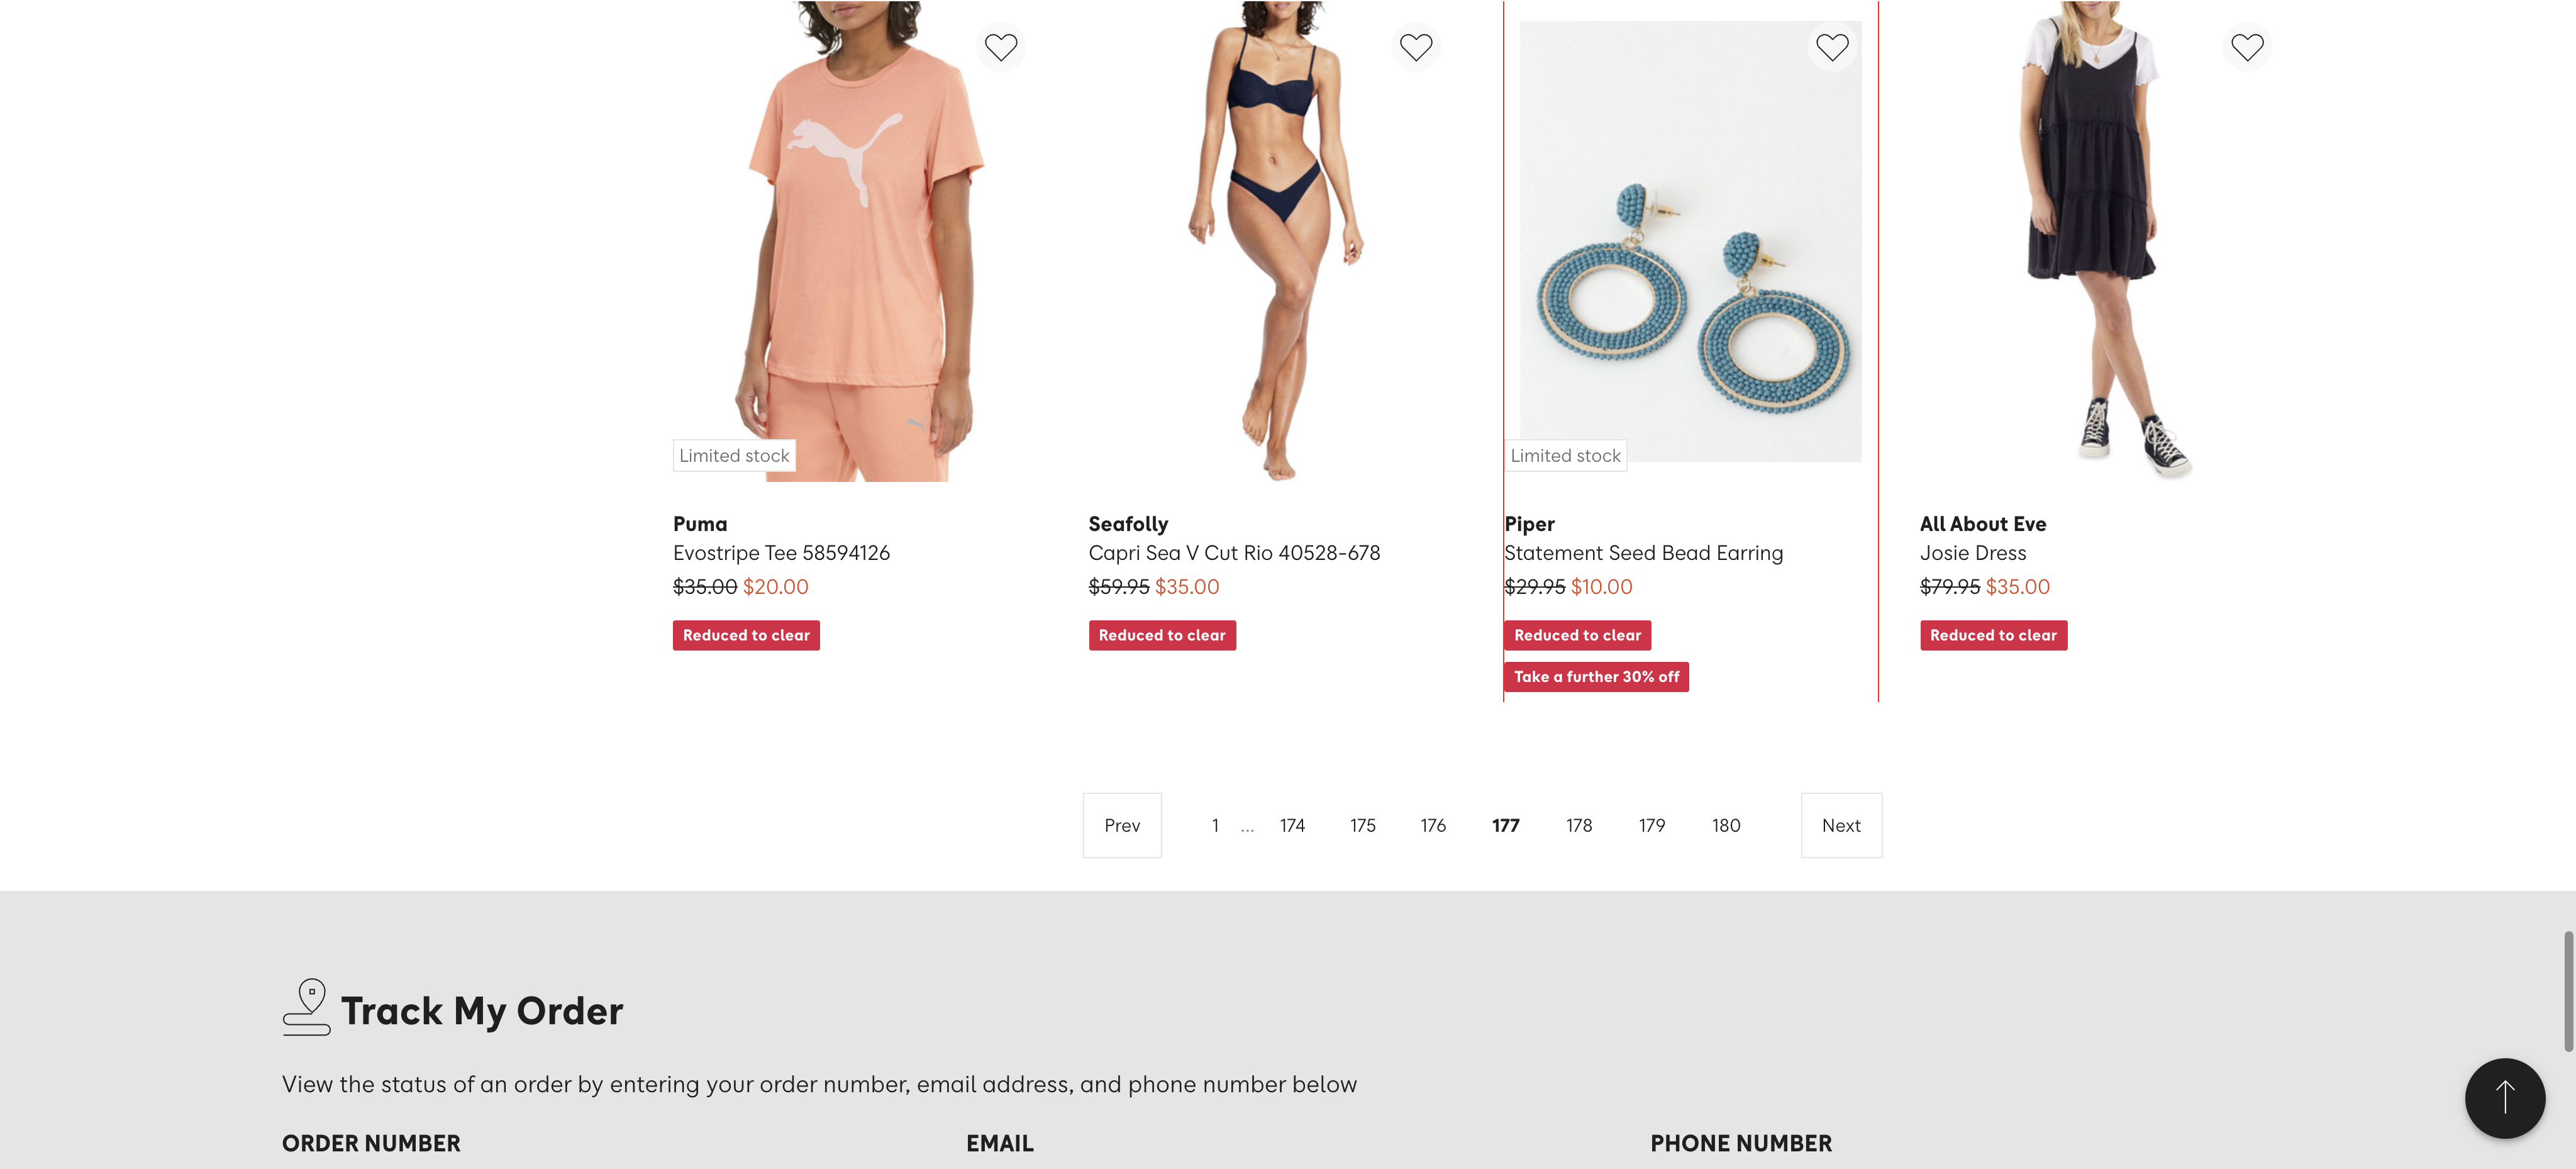 Limited stock
Limited stock
Puma
Evostripe Tee 58594126
$35.00 $20.00
Reduced to clear
Seafolly
Capri Sea V Cut Rio 40528-678
$59.95 $35.00
Reduced to clear
Piper
Statement Seed Bead Earring
$29.95 $10.00
Reduced to clear
Take a further 30% off
All About Eve
Josie Dress
$79.95 $35.00
Reduced to clear
Prev 1 ... 174 175 176 177 178 179 180 Next
Track My Order
View the status of an order by entering your order number, email address, and phone number below
ORDER NUMBER EMAIL PHONE NUMBER